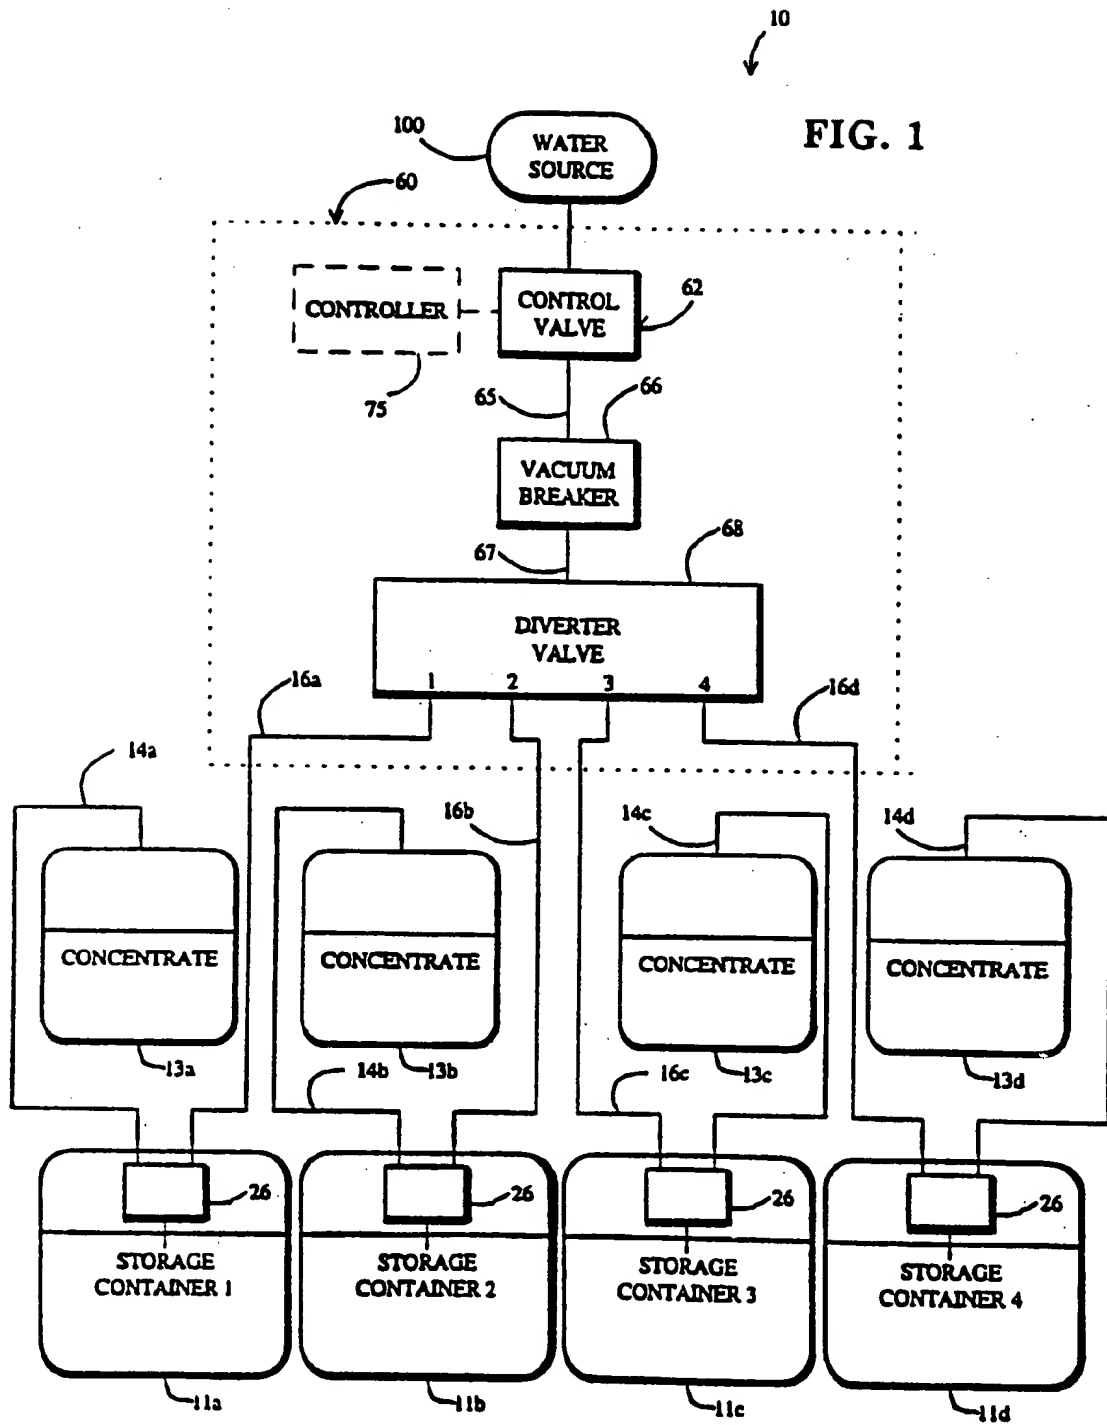 10
FIG. 1
100
WATER
SOURCE
60
CONTROLLER
CONTROL
VALVE
62
75
65
66
VACUUM
BREAKER
67
68
DIVERTER
VALVE
1
2
3
4
16a
16d
14a
16b
14c
14d
CONCENTRATE
CONCENTRATE
CONCENTRATE
CONCENTRATE
13a
14b
13b
16c
13c
13d
26
26
26
26
STORAGE
CONTAINER 1
STORAGE
CONTAINER 2
STORAGE
CONTAINER 3
STORAGE
CONTAINER 4
11a
11b
11c
11d